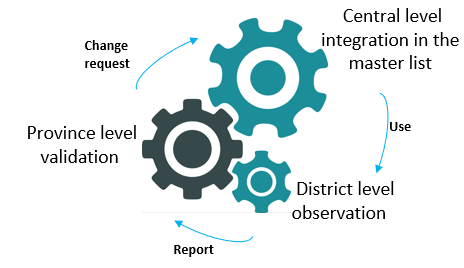 Central level
integration in the
master list
Change
request
Use
Province level
validation
District level
observation
Report